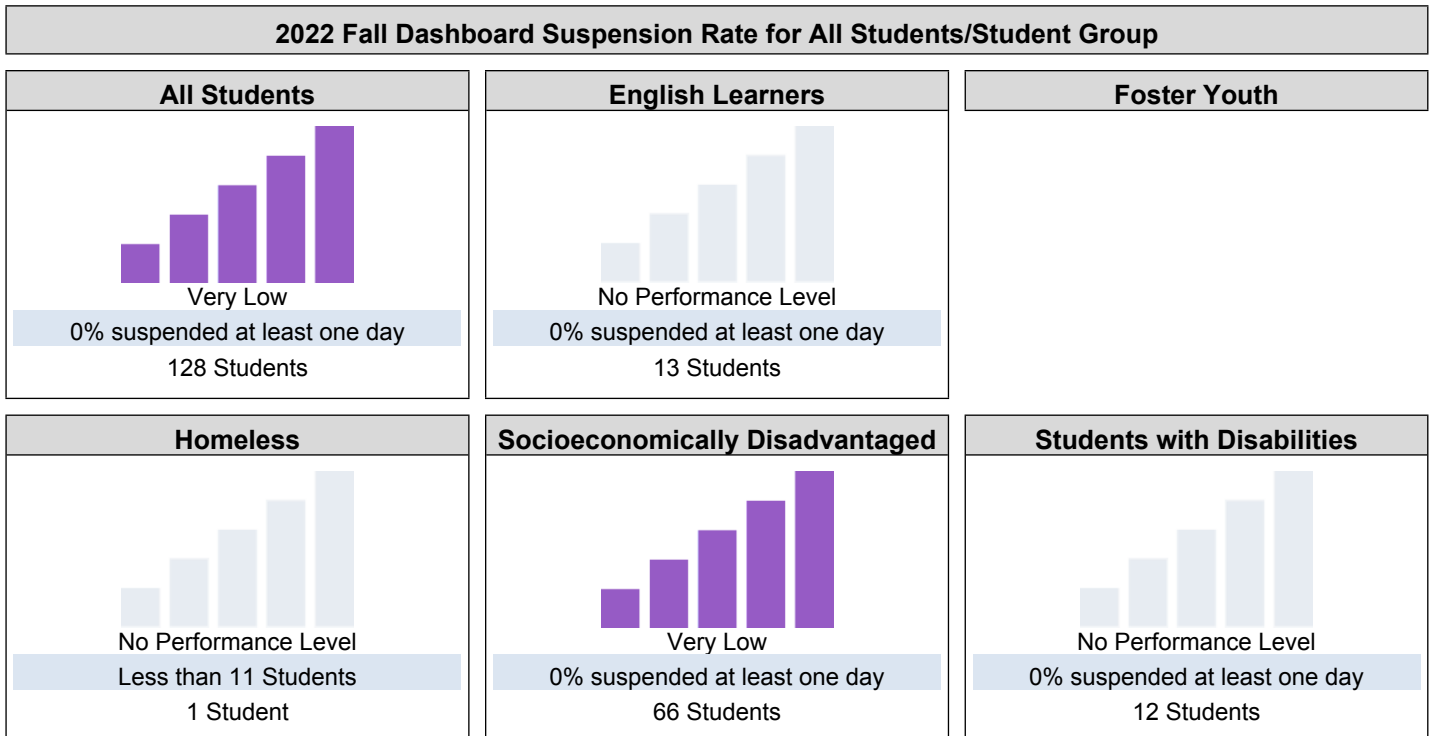 2022 Fall Dashboard Suspension Rate for All Students/Student Group
All Students
Very Low
0% suspended at least one day
128 Students
English Learners
No Performance Level
0% suspended at least one day
13 Students
Foster Youth
Homeless
No Performance Level
Less than 11 Students
1 Student
Socioeconomically Disadvantaged
Very Low
0% suspended at least one day
66 Students
Students with Disabilities
No Performance Level
0% suspended at least one day
12 Students